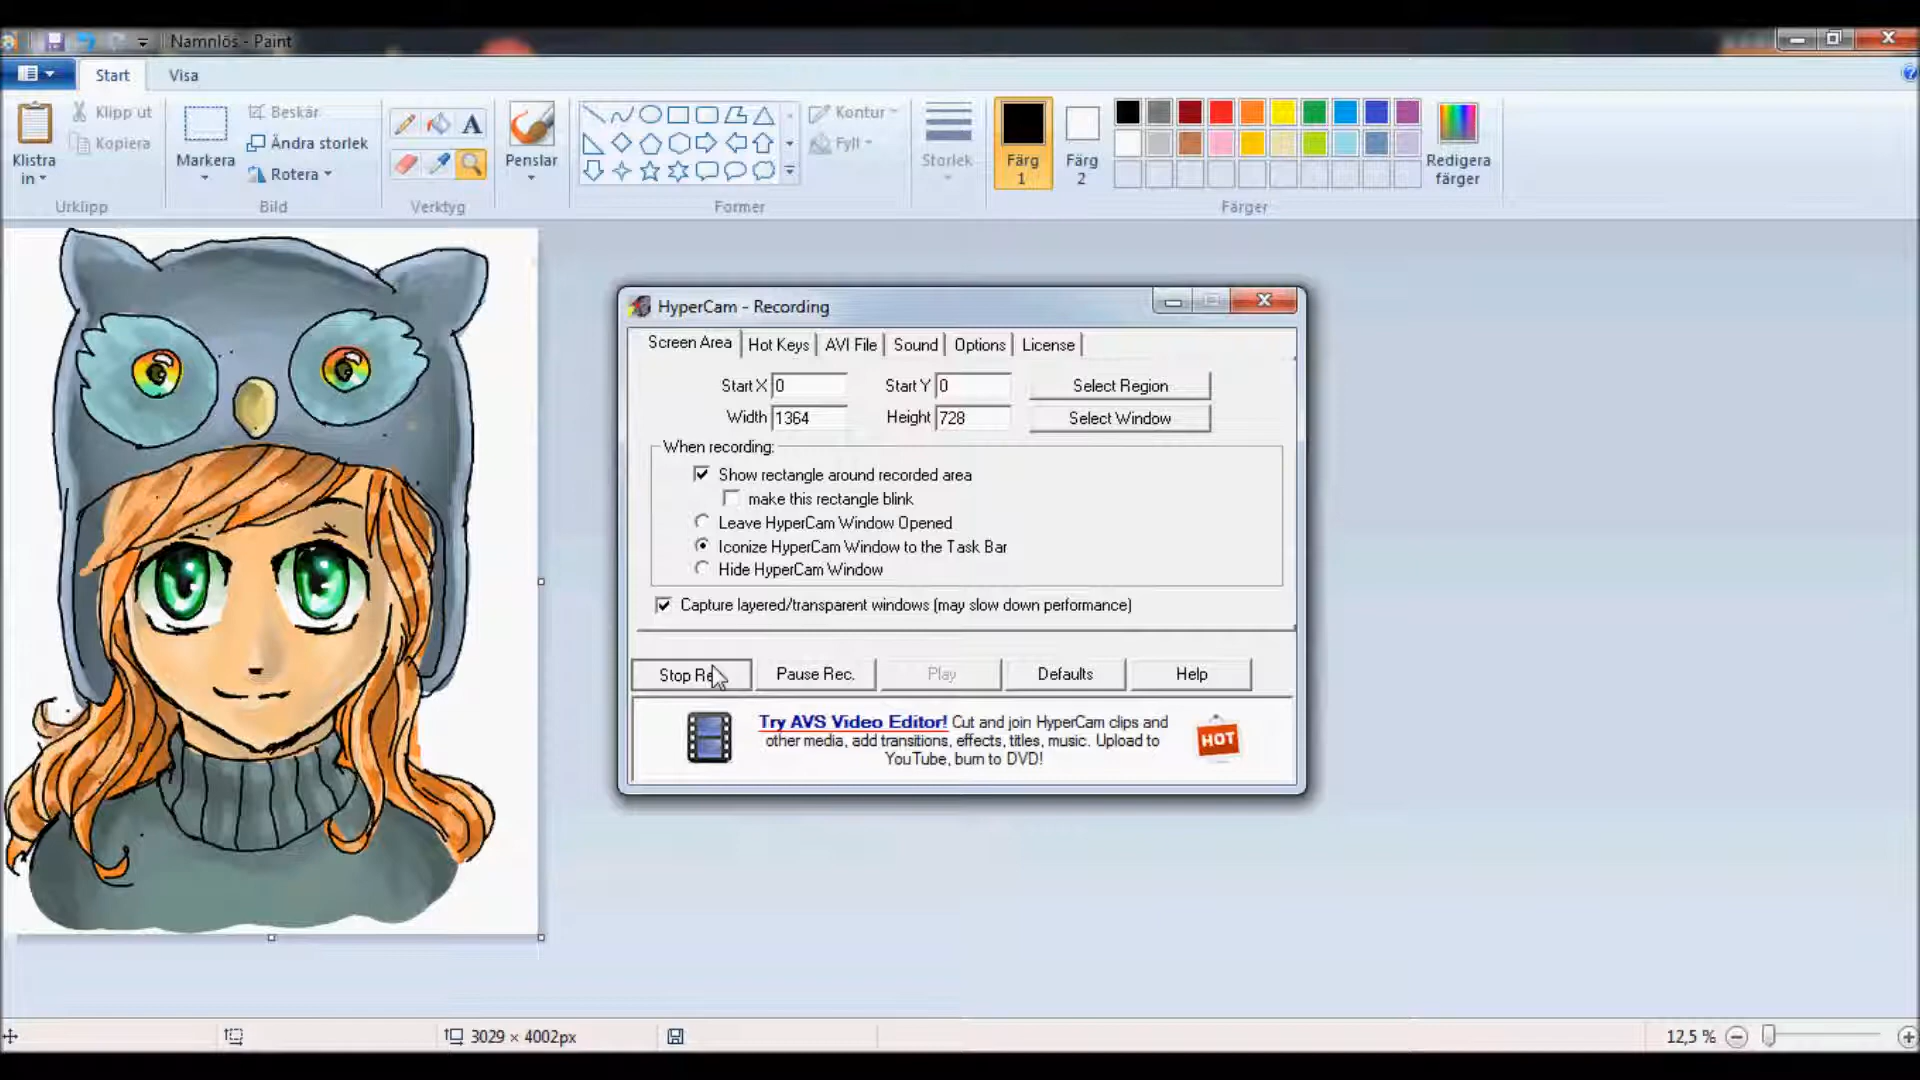 Namnlös - Paint
Start
Visa
Klistra in
Klipp ut
Kopiera
Urklipp
Markera
Beskär
Ändra storlek
Rotera
Bild
A
Verktyg
Penslar
Former
Kontur
Fyll
Storlek
Färg 1
Färg 2
Redigera färger
Färger
HyperCam - Recording
Screen Area
Hot Keys
AVI File
Sound
Options
License
Start X 0
Start Y 0
Select Region
Width 1364
Height 728
Select Window
When recording:
Show rectangle around recorded area
make this rectangle blink
Leave HyperCam Window Opened
Iconize HyperCam Window to the Task Bar
Hide HyperCam Window
Capture layered/transparent windows (may slow down performance)
Stop Re
Pause Rec.
Play
Defaults
Help
Try AVS Video Editor! Cut and join HyperCam clips and
other media, add transitions, effects, titles, music. Upload to
YouTube, burn to DVD!
HOT
3029 × 4002px
12,5 %